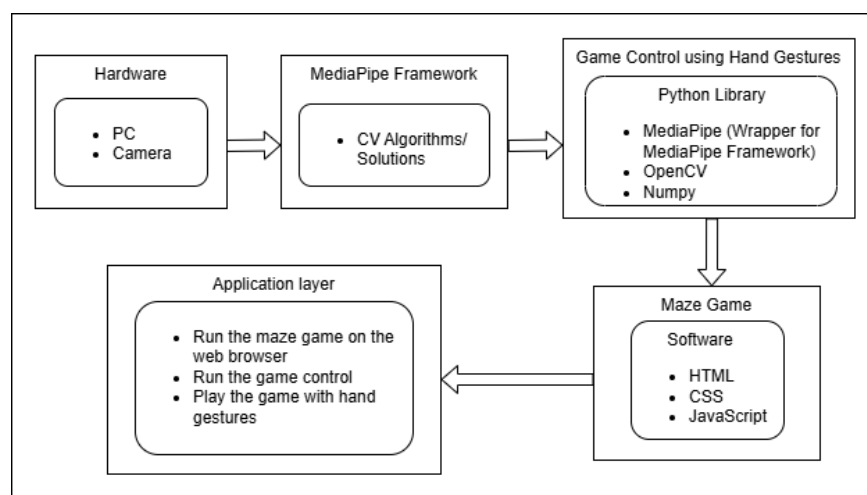 Hardware
• PC
• Camera
MediaPipe Framework
• CV Algorithms/
Solutions
Game Control using Hand Gestures
Python Library
• MediaPipe (Wrapper for
MediaPipe Framework)
• OpenCV
• Numpy
Maze Game
Software
• HTML
• CSS
• JavaScript
Application layer
• Run the maze game on the
web browser
• Run the game control
• Play the game with hand
gestures